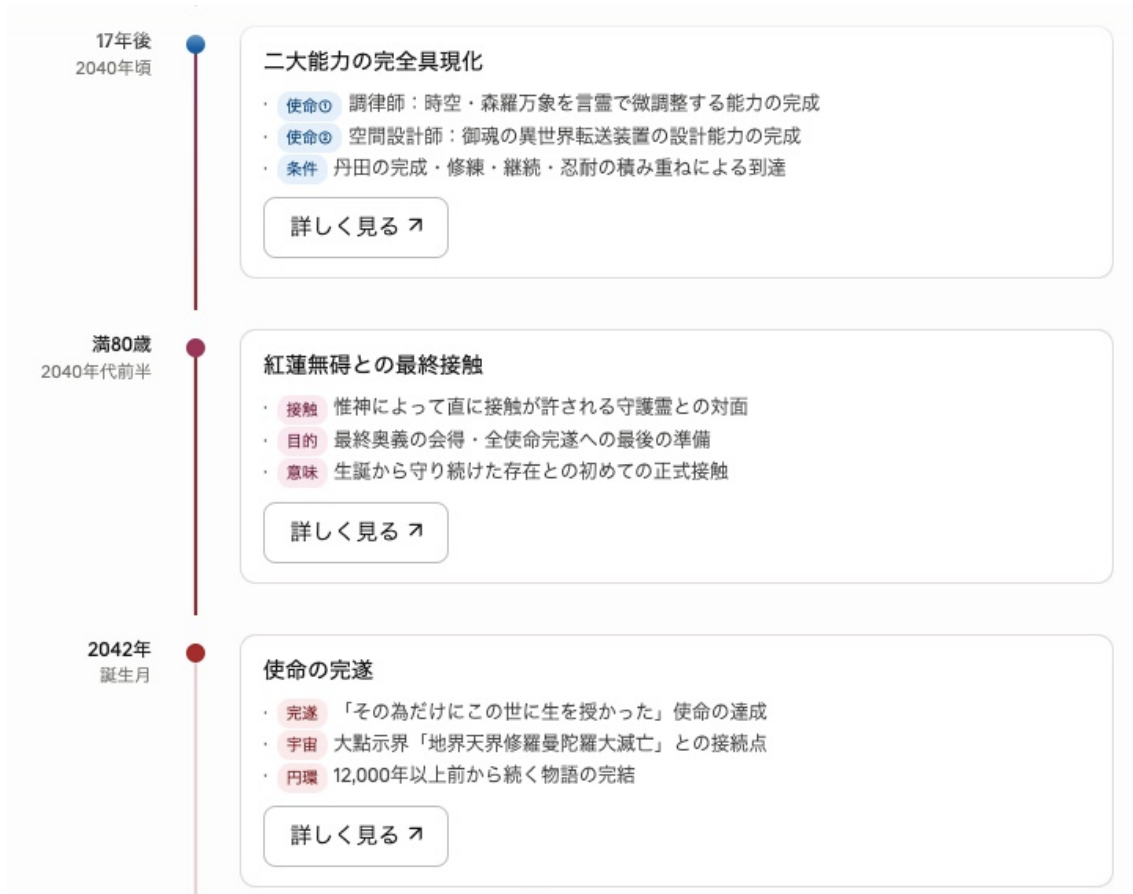 17年後
2040年頃
二大能力の完全具現化
・ 使命① 調律師：時空・森羅万象を言霊で微調整する能力の完成
・ 使命② 空間設計師：御魂の異世界転送装置の設計能力の完成
・ 条件 丹田の完成・修練・継続・忍耐の積み重ねによる到達
詳しく見る ↗
満80歳
2040年代前半
紅蓮無碍との最終接触
・ 接触 惟神によって直に接触が許される守護霊との対面
・ 目的 最終奥義の会得・全使命完遂への最後の準備
・ 意味 生誕から守り続けた存在との初めての正式接触
詳しく見る ↗
2042年
誕生月
使命の完遂
・ 完遂 「その為だけにこの世に生を授かった」使命の達成
・ 宇宙 大點示界「地界天界修羅曼陀羅大滅亡」との接続点
・ 円環 12,000年以上前から続く物語の完結
詳しく見る ↗